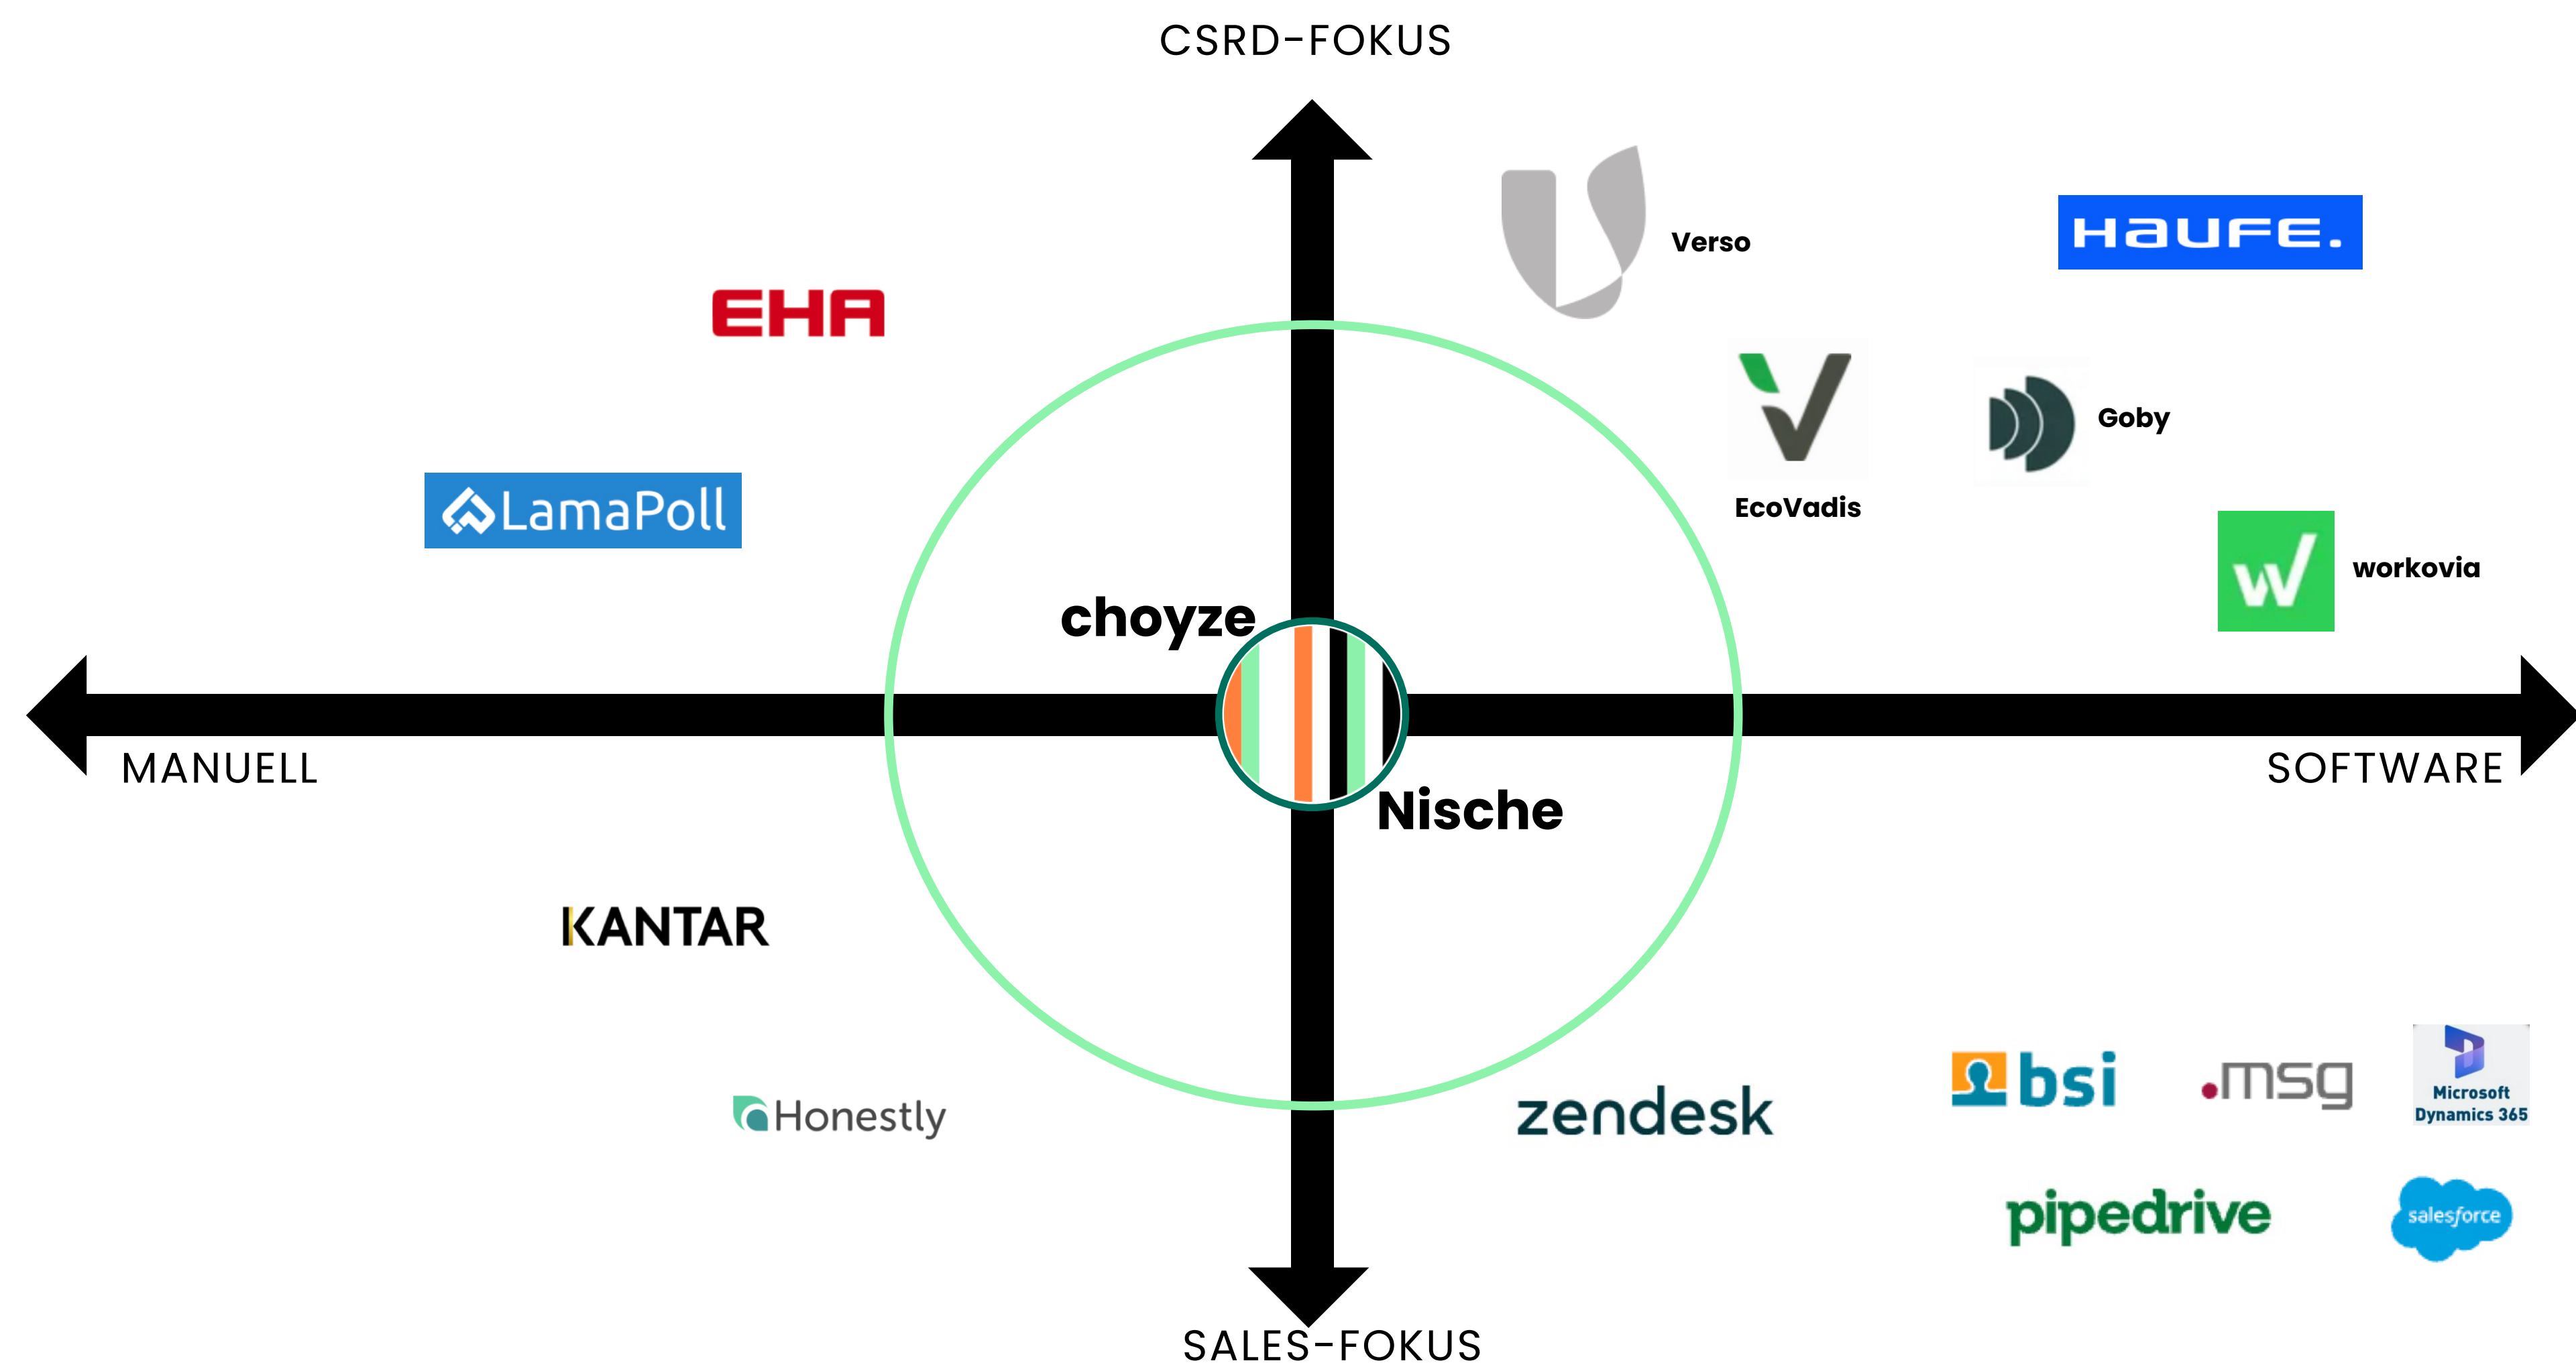 CSRD-FOKUS
Verso
HAUFE.
EHA
EcoVadis
Goby
LamaPoll
workovia
choyze
MANUELL
SOFTWARE
Nische
KANTAR
Honestly
zendesk
bsi
.msg
Microsoft
Dynamics 365
pipedrive
salesforce
SALES-FOKUS